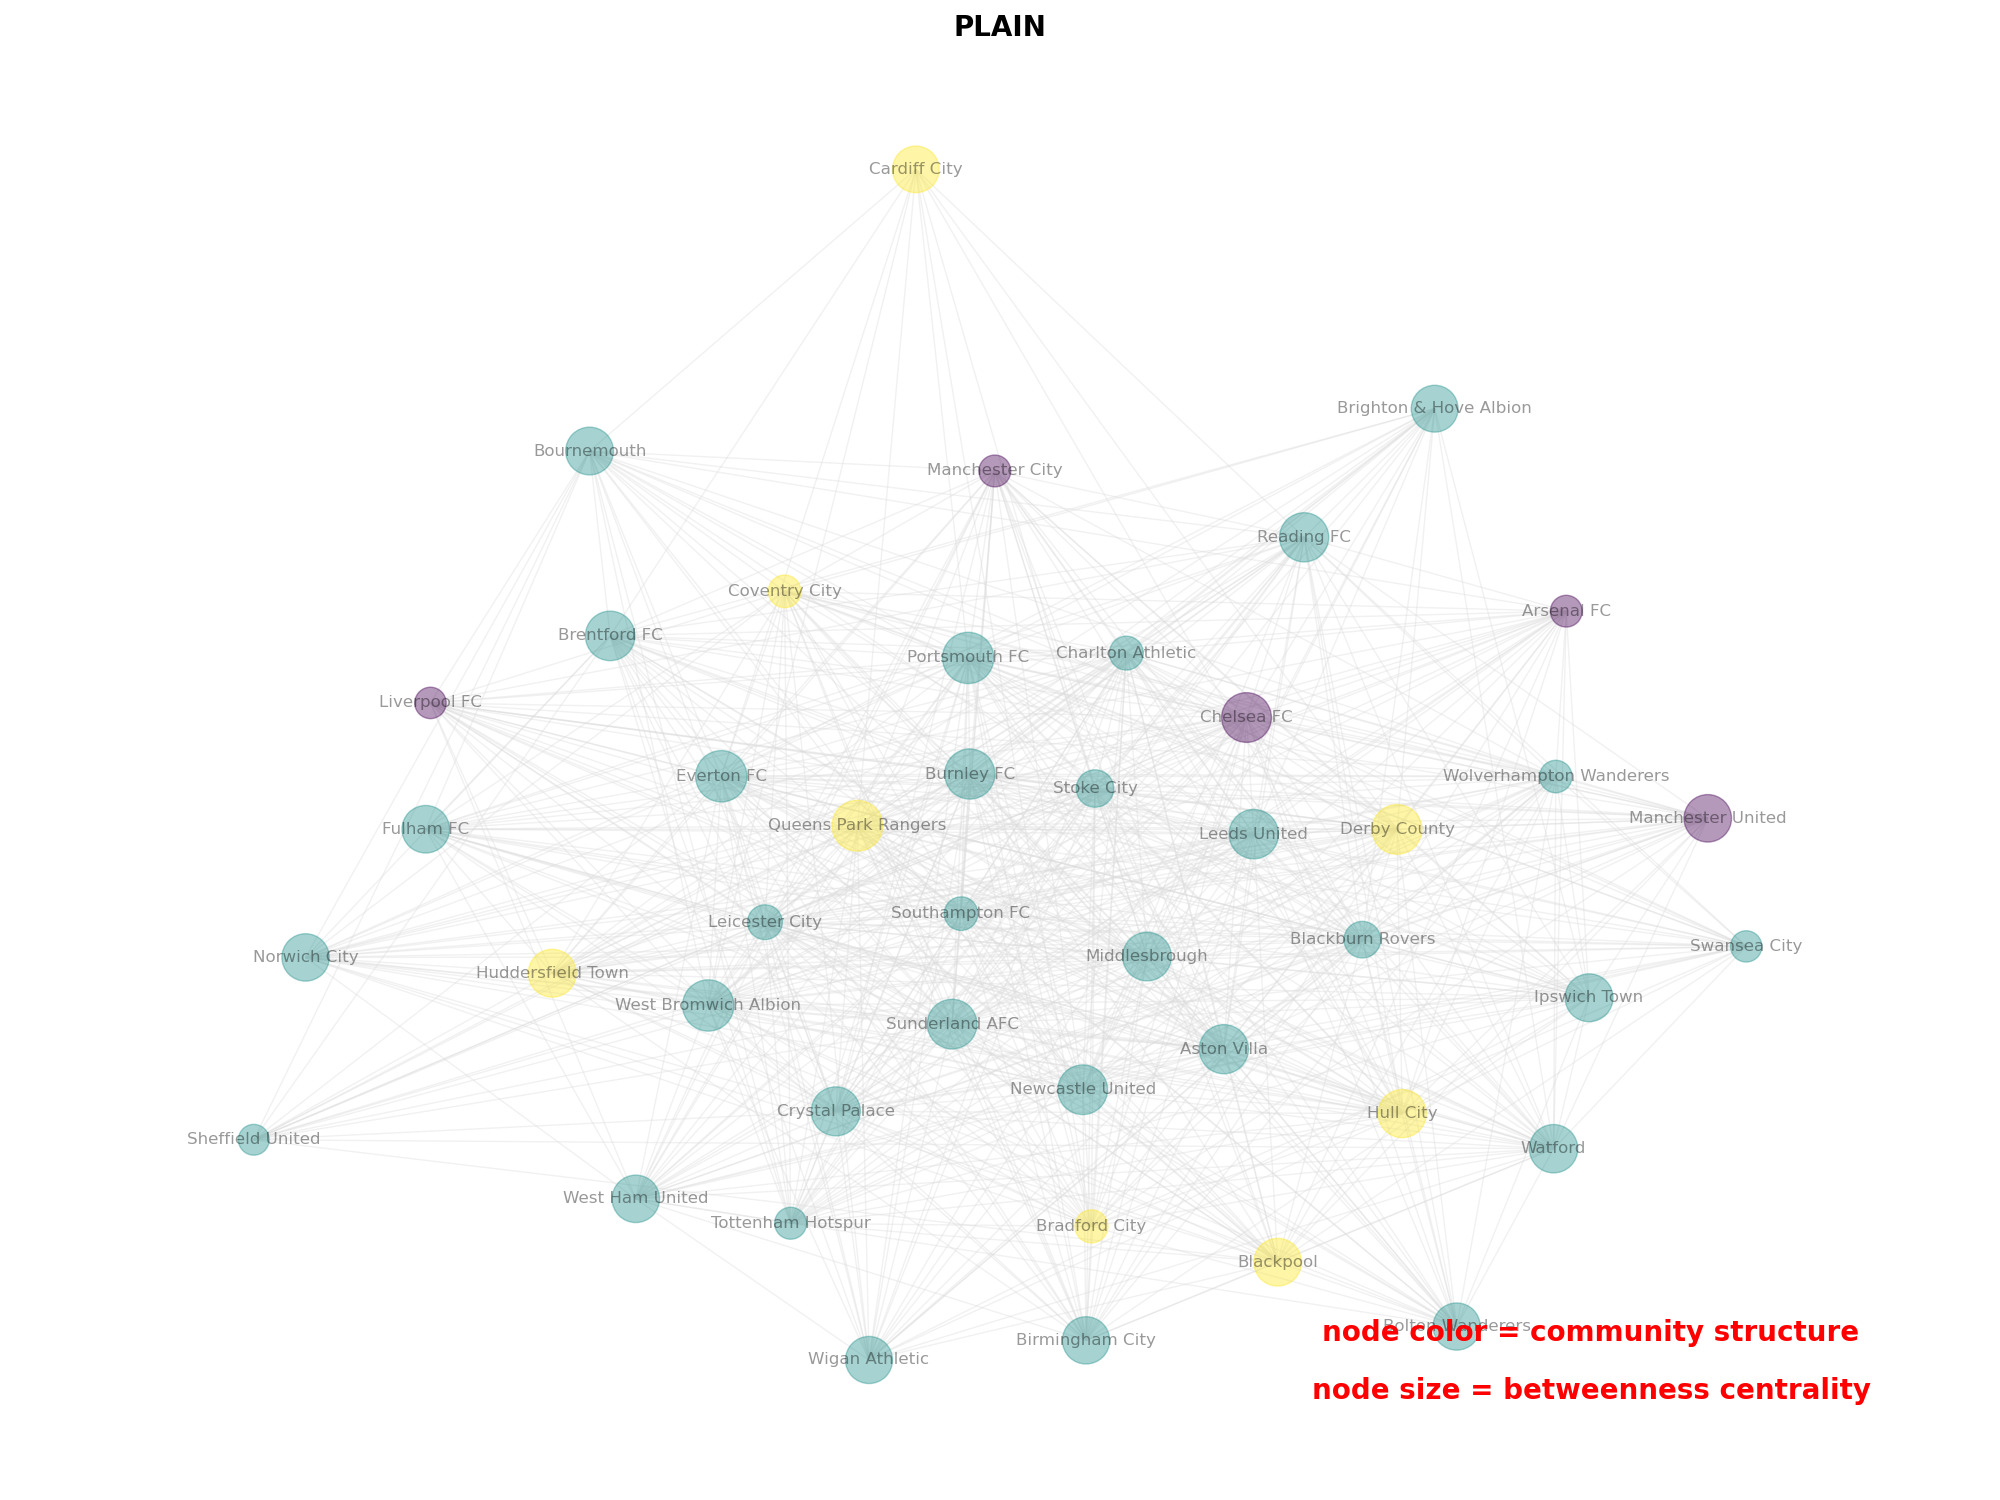 PLAIN
Cardiff City
Brighton & Hove Albion
Bournemouth
Manchester City
Reading FC
Coventry City
Arsenal FC
Brentford FC
Portsmouth FC
Charlton Athletic
Liverpool FC
Chelsea FC
Everton FC
Burnley FC
Stoke City
Wolverhampton Wanderers
Manchester United
Fulham FC
Queens Park Rangers
Leeds United
Derby County
Leicester City
Southampton FC
Blackburn Rovers
Swansea City
Norwich City
Huddersfield Town
Middlesbrough
West Bromwich Albion
Ipswich Town
Sunderland AFC
Aston Villa
Newcastle United
Crystal Palace
Hull City
Sheffield United
Watford
West Ham United
Tottenham Hotspur
Bradford City
Blackpool
Bolton Wanderers
node color = community structure
Birmingham City
Wigan Athletic
node size = betweenness centrality